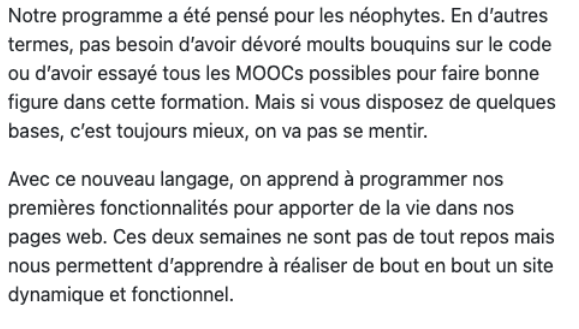 Notre programme a été pensé pour les néophytes. En d’autres
termes, pas besoin d’avoir dévoré moults bouquins sur le code
ou d’avoir essayé tous les MOOCs possibles pour faire bonne
figure dans cette formation. Mais si vous disposez de quelques
bases, c’est toujours mieux, on va pas se mentir.
Avec ce nouveau langage, on apprend à programmer nos
premières fonctionnalités pour apporter de la vie dans nos
pages web. Ces deux semaines ne sont pas de tout repos mais
nous permettent d’apprendre à réaliser de bout en bout un site
dynamique et fonctionnel.